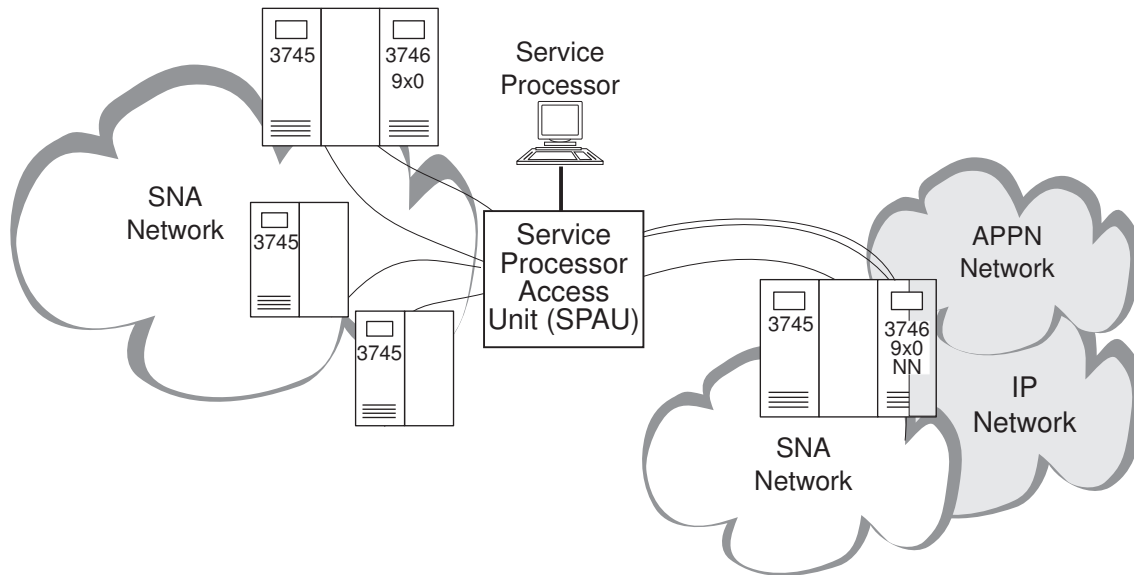 3745
3746
9x0
Service
Processor
SNA
Network
3745
3745
Service
Processor
Access
Unit (SPAU)
APPN
Network
3745
3746
9x0
NN
IP
Network
SNA
Network